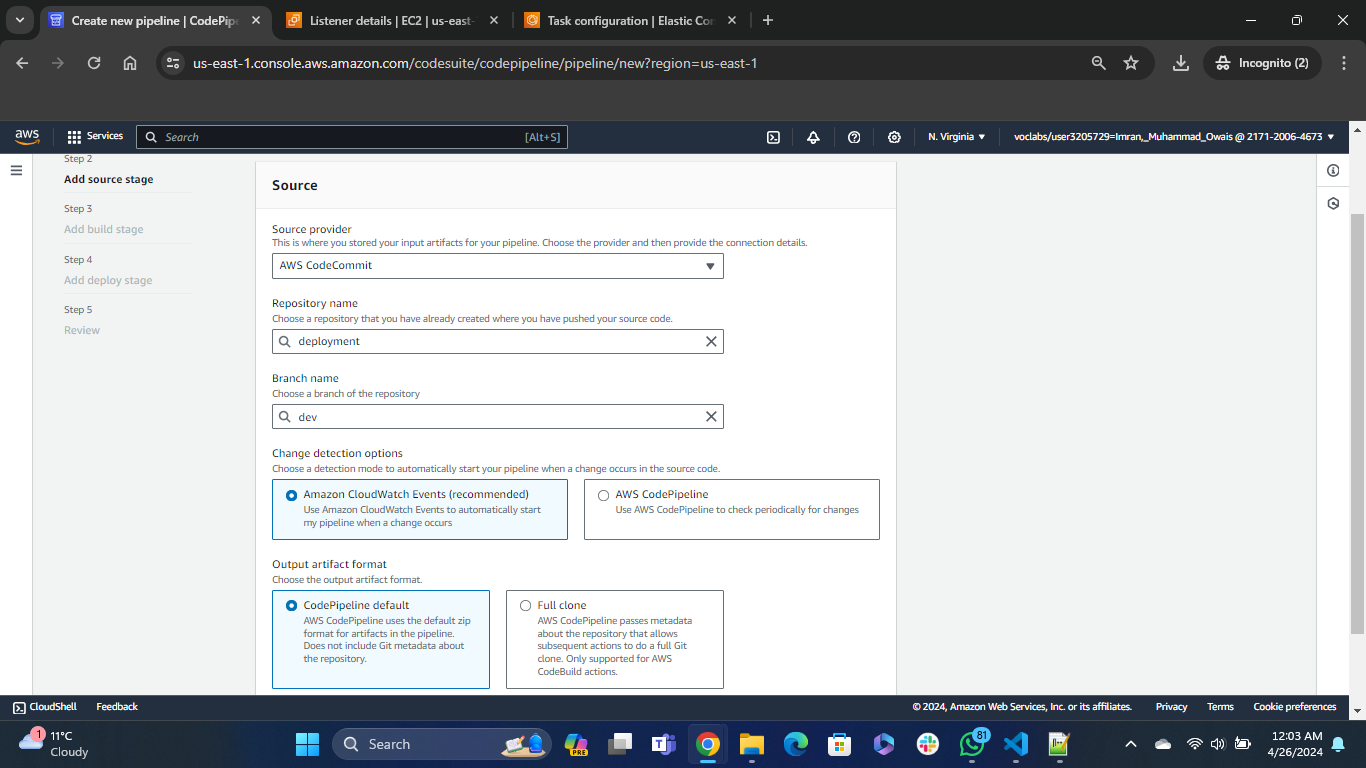 Create new pipeline | CodePipe
Listener details | EC2 | us-east-
Task configuration | Elastic Con
us-east-1.console.aws.amazon.com/codesuite/codepipeline/pipeline/new?region=us-east-1
Incognito (2)
aws
Services
Search
[Alt+S]
N. Virginia
voclabs/user3205729=Imran,_Muhammad_Owais @ 2171-2006-4673
Step 2
Add source stage
Step 3
Add build stage
Step 4
Add deploy stage
Step 5
Review
Source
Source provider
This is where you stored your input artifacts for your pipeline. Choose the provider and then provide the connection details.
AWS CodeCommit
Repository name
Choose a repository that you have already created where you have pushed your source code.
deployment
Branch name
Choose a branch of the repository
dev
Change detection options
Choose a detection mode to automatically start your pipeline when a change occurs in the source code.
Amazon CloudWatch Events (recommended)
Use Amazon CloudWatch Events to automatically start
my pipeline when a change occurs
AWS CodePipeline
Use AWS CodePipeline to check periodically for changes
Output artifact format
Choose the output artifact format.
CodePipeline default
AWS CodePipeline uses the default zip
format for artifacts in the pipeline.
Does not include Git metadata about
the repository.
Full clone
AWS CodePipeline passes metadata
about the repository that allows
subsequent actions to do a full Git
clone. Only supported for AWS
CodeBuild actions.
CloudShell
Feedback
© 2024, Amazon Web Services, Inc. or its affiliates.
Privacy
Terms
Cookie preferences
1
11°C
Cloudy
Search
PRE
81
12:03 AM
4/26/2024